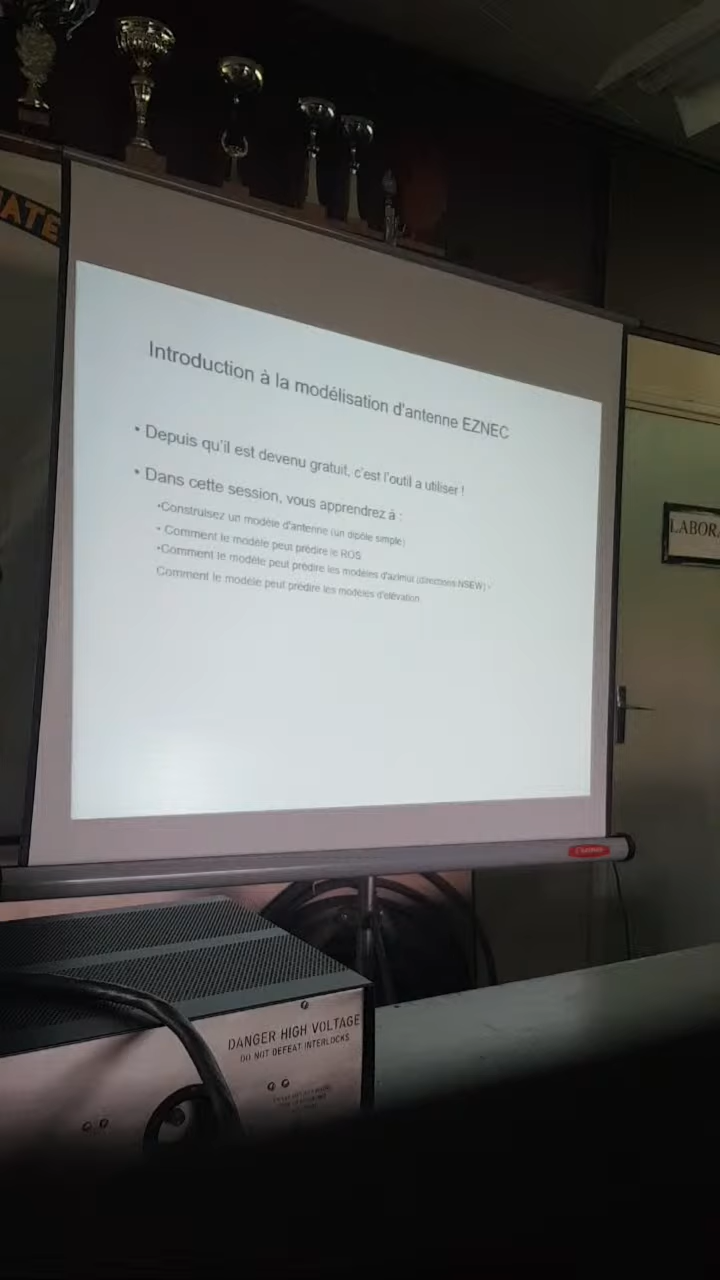 ATE
Introduction à la modélisation d'antenne EZNEC
• Depuis qu'il est devenu gratuit, c'est l'outil a utiliser !
• Dans cette session, vous apprendrez à :
•Construisez un modèle d'antenne (un dipôle simple)
• Comment le modèle peut prédire le ROS
•Comment le modèle peut prédire les modèles d'azimut (directions NSEW) •
Comment le modèle peut prédire les modèles d'élévation
LABORA
DANGER HIGH VOLTAGE
DO NOT DEFEAT INTERLOCKS